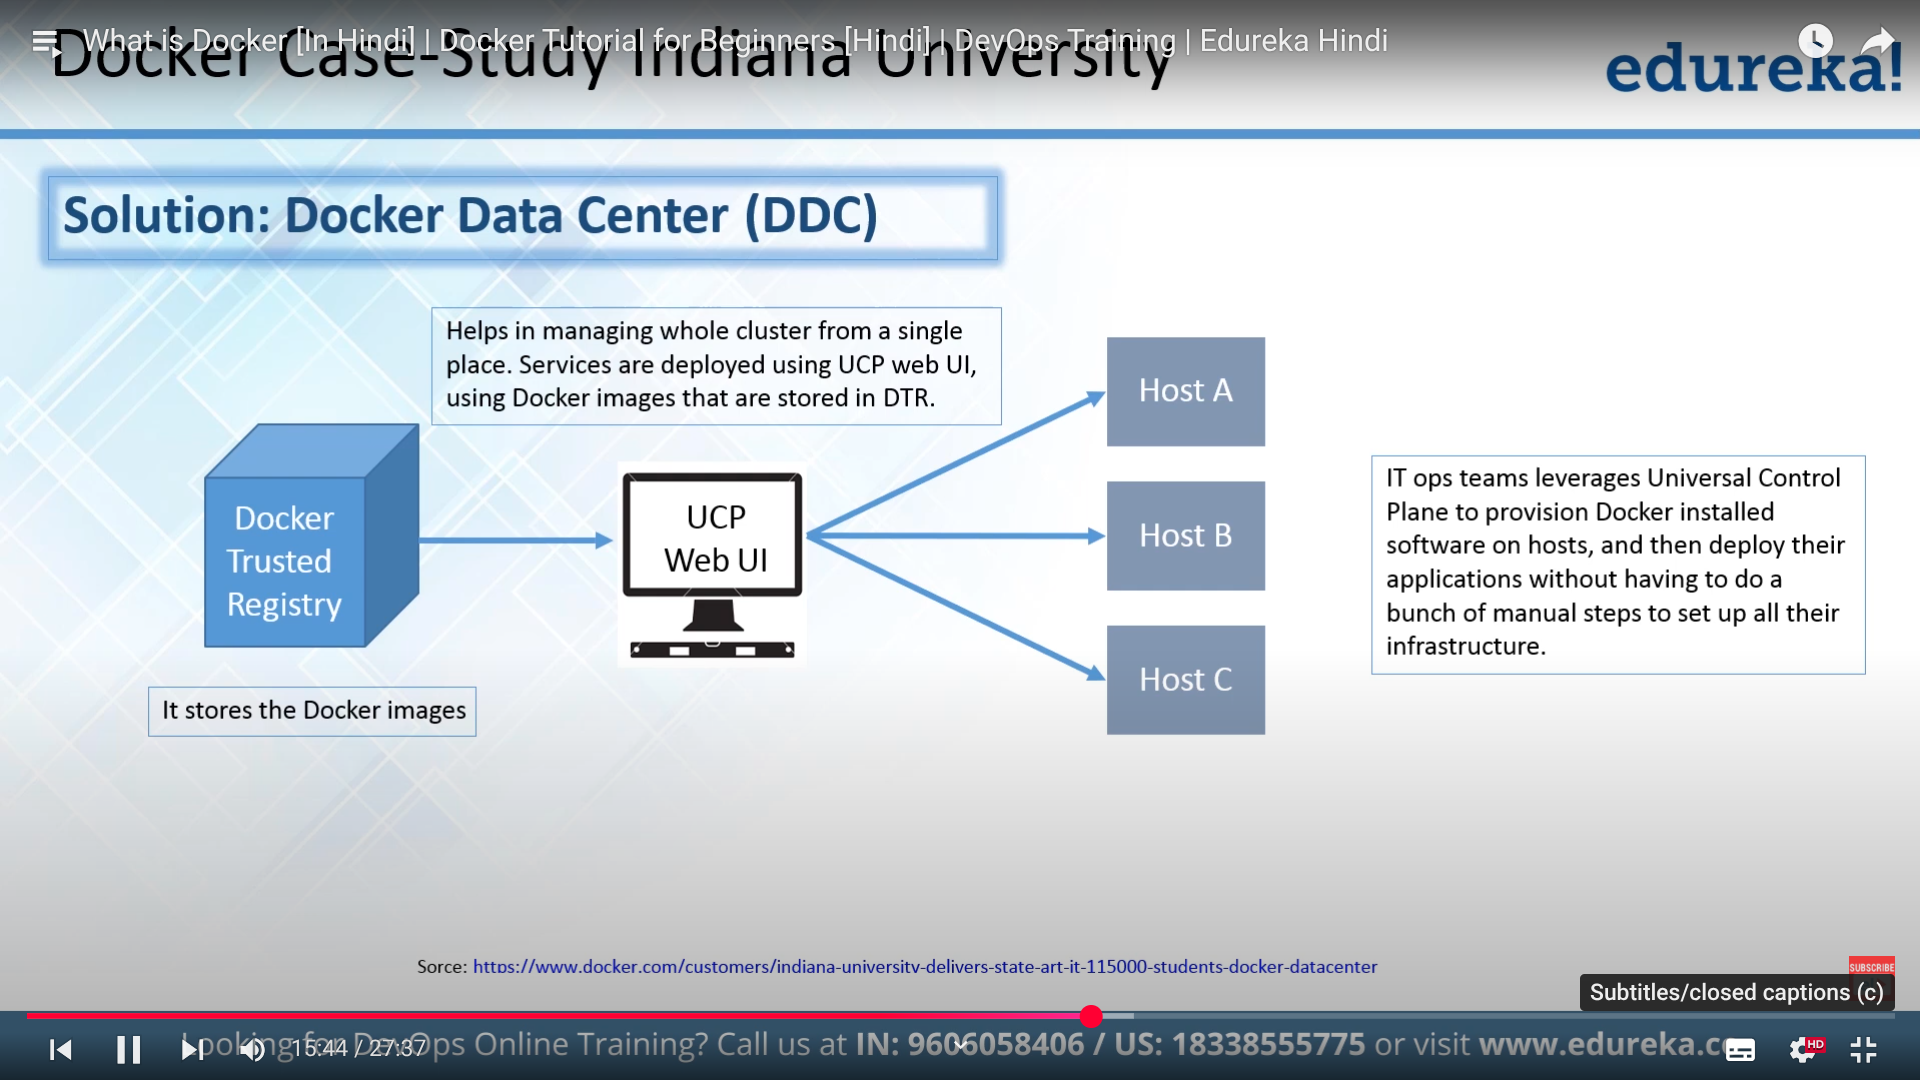 What is Docker [In Hindi] | Docker Tutorial for Beginners [Hindi] | DevOps Training | Edureka Hindi
Docker Case-Study Indiana University
edureka!
Solution: Docker Data Center (DDC)
Helps in managing whole cluster from a single
place. Services are deployed using UCP web UI,
using Docker images that are stored in DTR.
Docker
Trusted
Registry
It stores the Docker images
UCP
Web UI
Host A
Host B
Host C
IT ops teams leverages Universal Control
Plane to provision Docker installed
software on hosts, and then deploy their
applications without having to do a
bunch of manual steps to set up all their
infrastructure.
Sorce: https://www.docker.com/customers/indiana-university-delivers-state-art-it-115000-students-docker-datacenter
SUBSCRIBE
Subtitles/closed captions (c)
Looking for DevOps Online Training? Call us at IN: 9606058406 / US: 18338555775 or visit www.edureka.c
15:44 / 27:37
HD